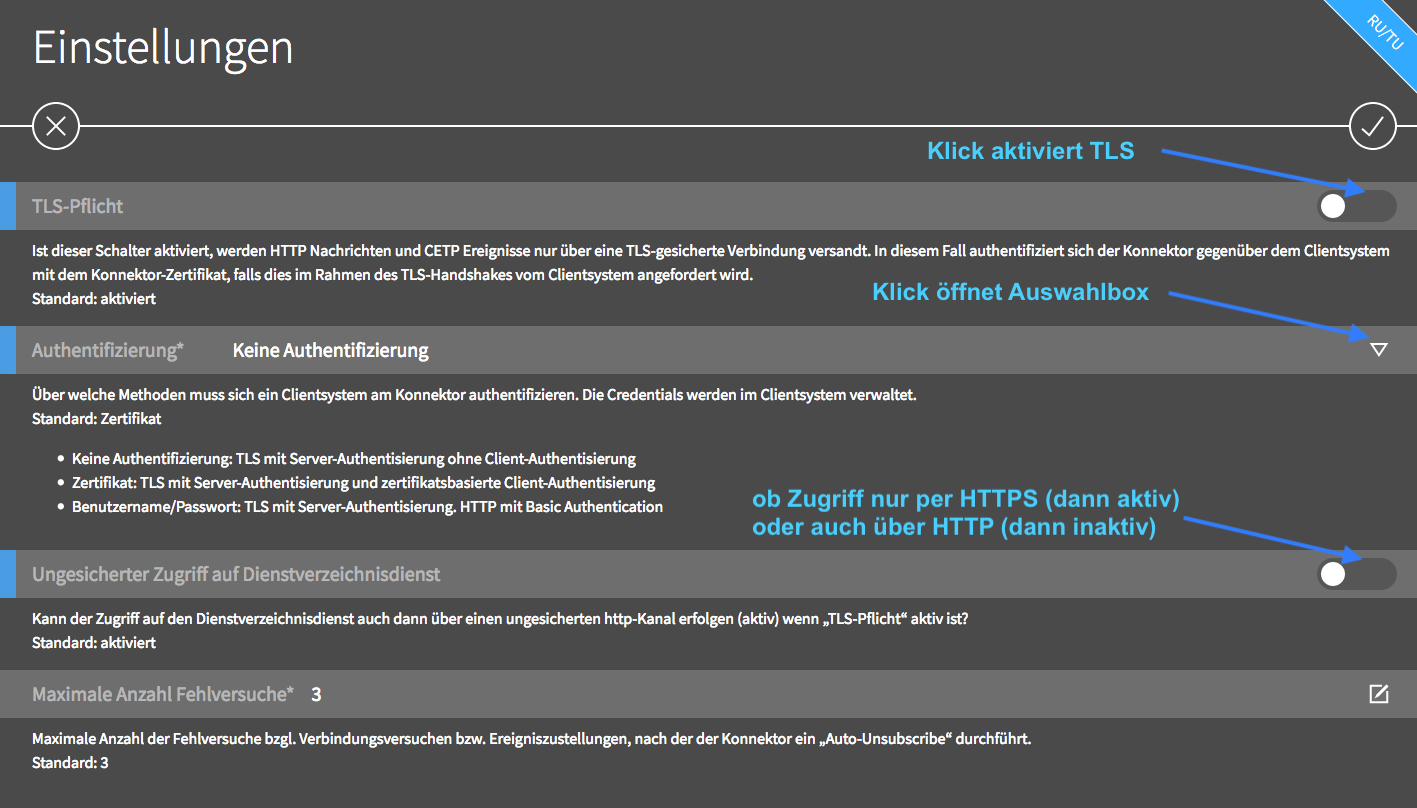 Einstellungen
RU/TU
Klick aktiviert TLS
TLS-Pflicht
Ist dieser Schalter aktiviert, werden HTTP Nachrichten und CETP Ereignisse nur über eine TLS-gesicherte Verbindung versandt. In diesem Fall authentifiziert sich der Konnektor gegenüber dem Clientsystem
mit dem Konnektor-Zertifikat, falls dies im Rahmen des TLS-Handshakes vom Clientsystem angefordert wird.
Standard: aktiviert
Klick öffnet Auswahlbox
Authentifizierung* Keine Authentifizierung
Über welche Methoden muss sich ein Clientsystem am Konnektor authentifizieren. Die Credentials werden im Clientsystem verwaltet.
Standard: Zertifikat
• Keine Authentifizierung: TLS mit Server-Authentisierung ohne Client-Authentisierung
• Zertifikat: TLS mit Server-Authentisierung und zertifikatsbasierte Client-Authentisierung
• Benutzername/Passwort: TLS mit Server-Authentisierung. HTTP mit Basic Authentication
ob Zugriff nur per HTTPS (dann aktiv)
oder auch über HTTP (dann inaktiv)
Ungesicherter Zugriff auf Dienstverzeichnisdienst
Kann der Zugriff auf den Dienstverzeichnisdienst auch dann über einen ungesicherten http-Kanal erfolgen (aktiv) wenn „TLS-Pflicht“ aktiv ist?
Standard: aktiviert
Maximale Anzahl Fehlversuche* 3
Maximale Anzahl der Fehlversuche bzgl. Verbindungsversuchen bzw. Ereigniszustellungen, nach der der Konnektor ein „Auto-Unsubscribe“ durchführt.
Standard: 3